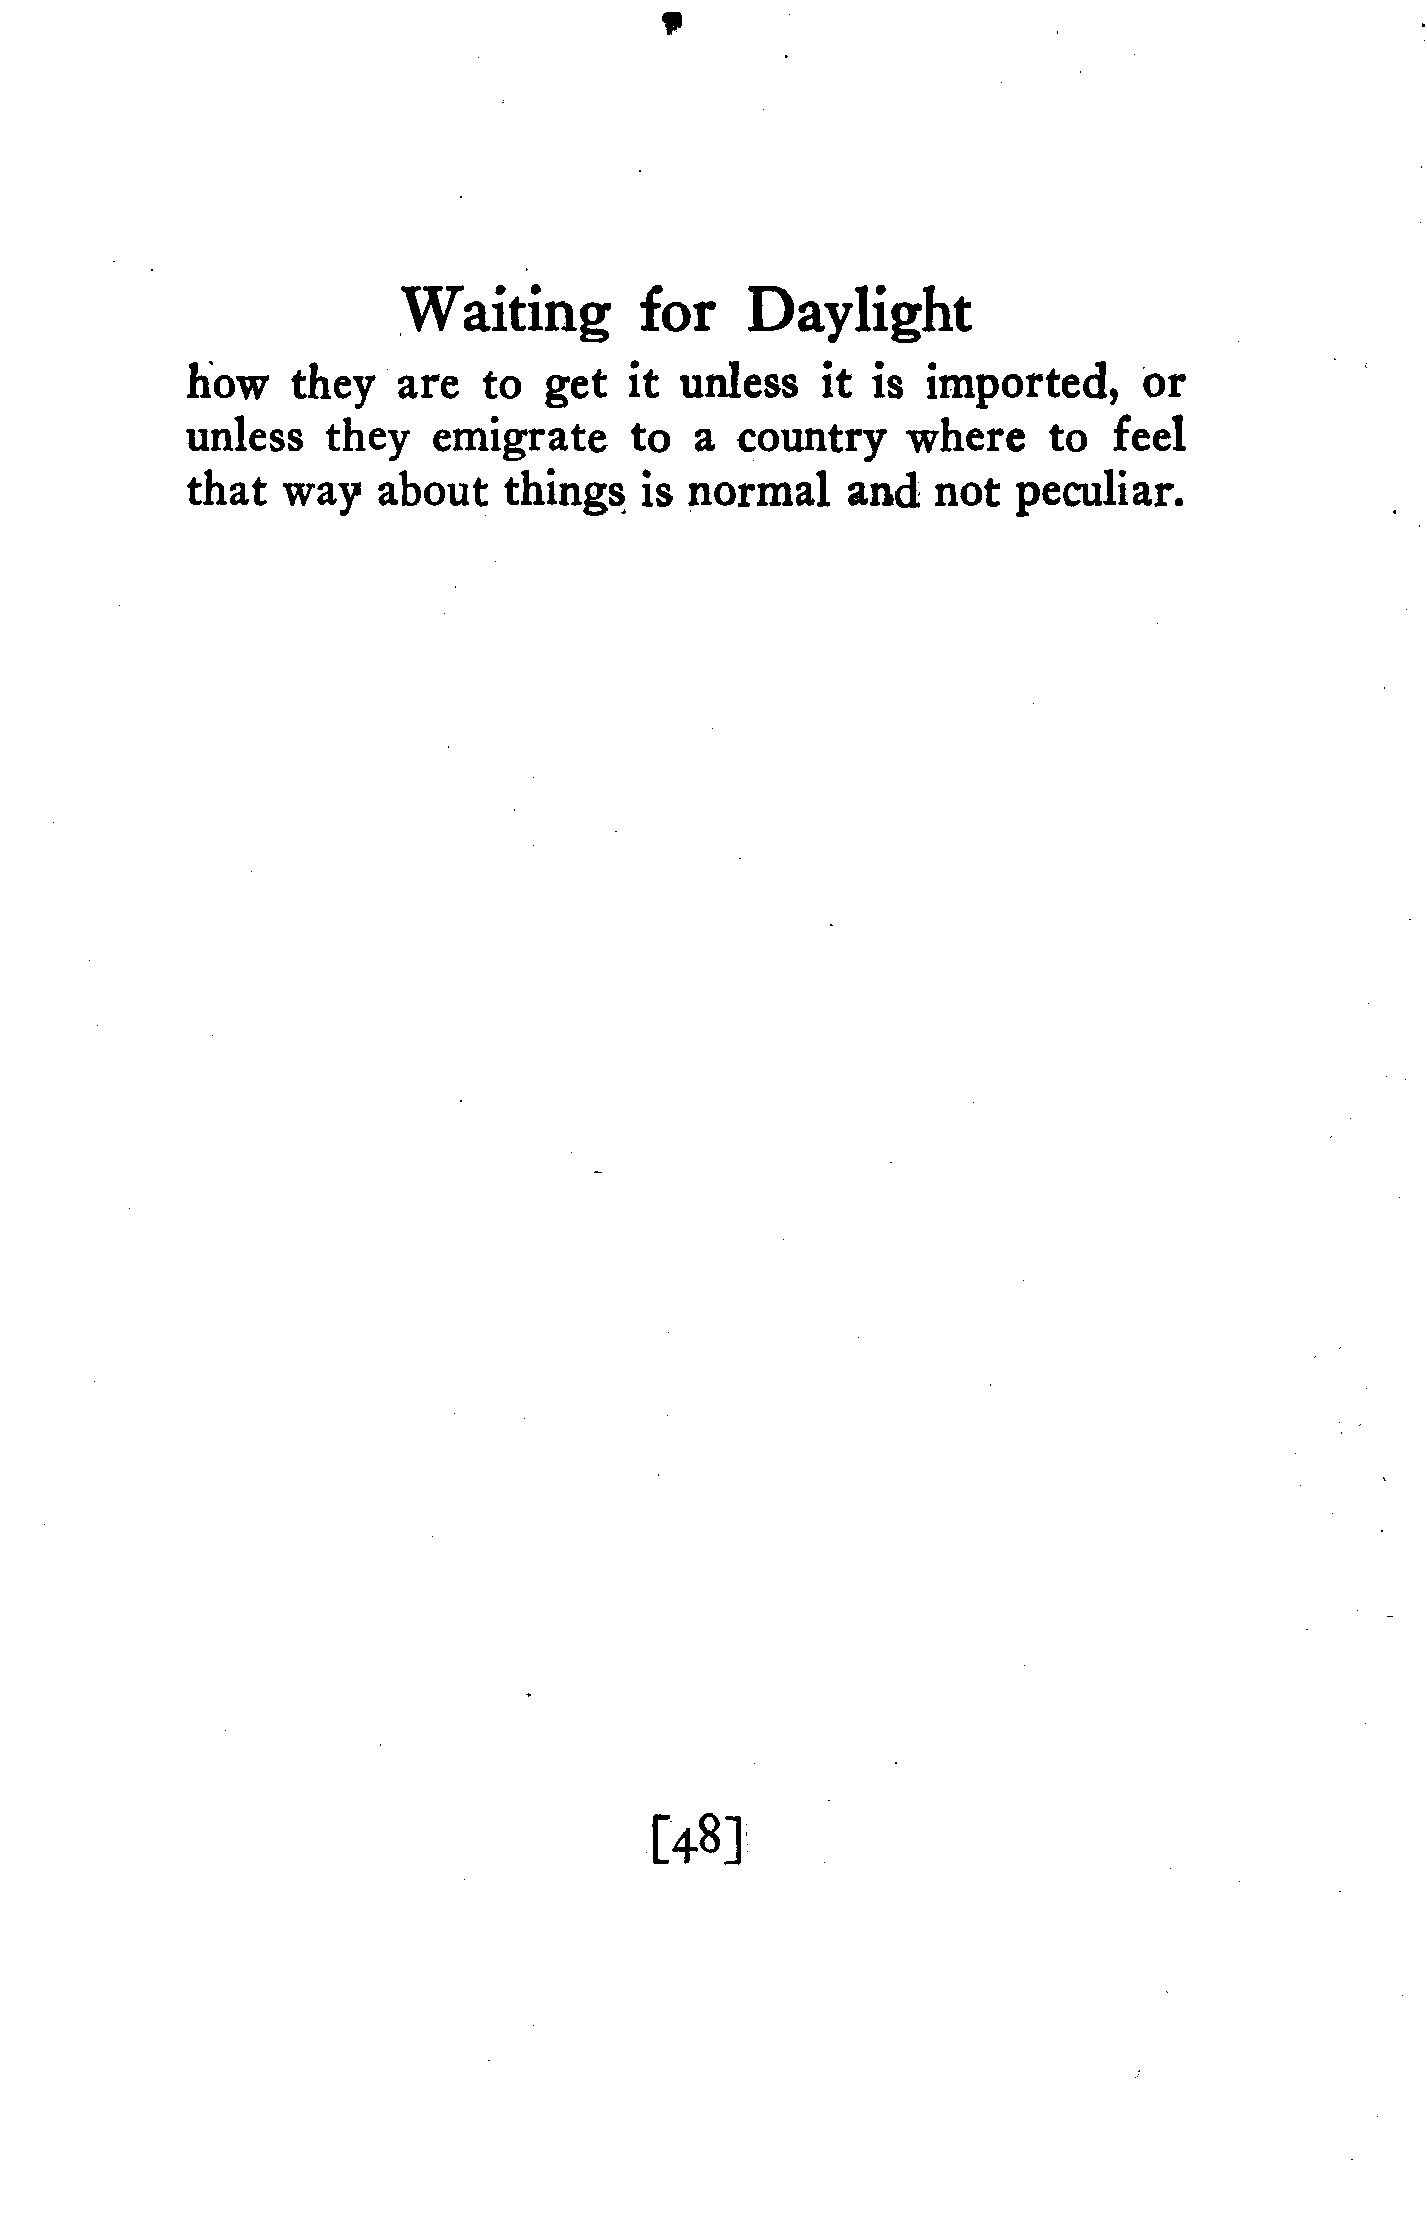 Waiting for Daylight
how they are to get it unless it is imported, or
unless they emigrate to a country where to feel
that way about things is normal and not peculiar.
[48]